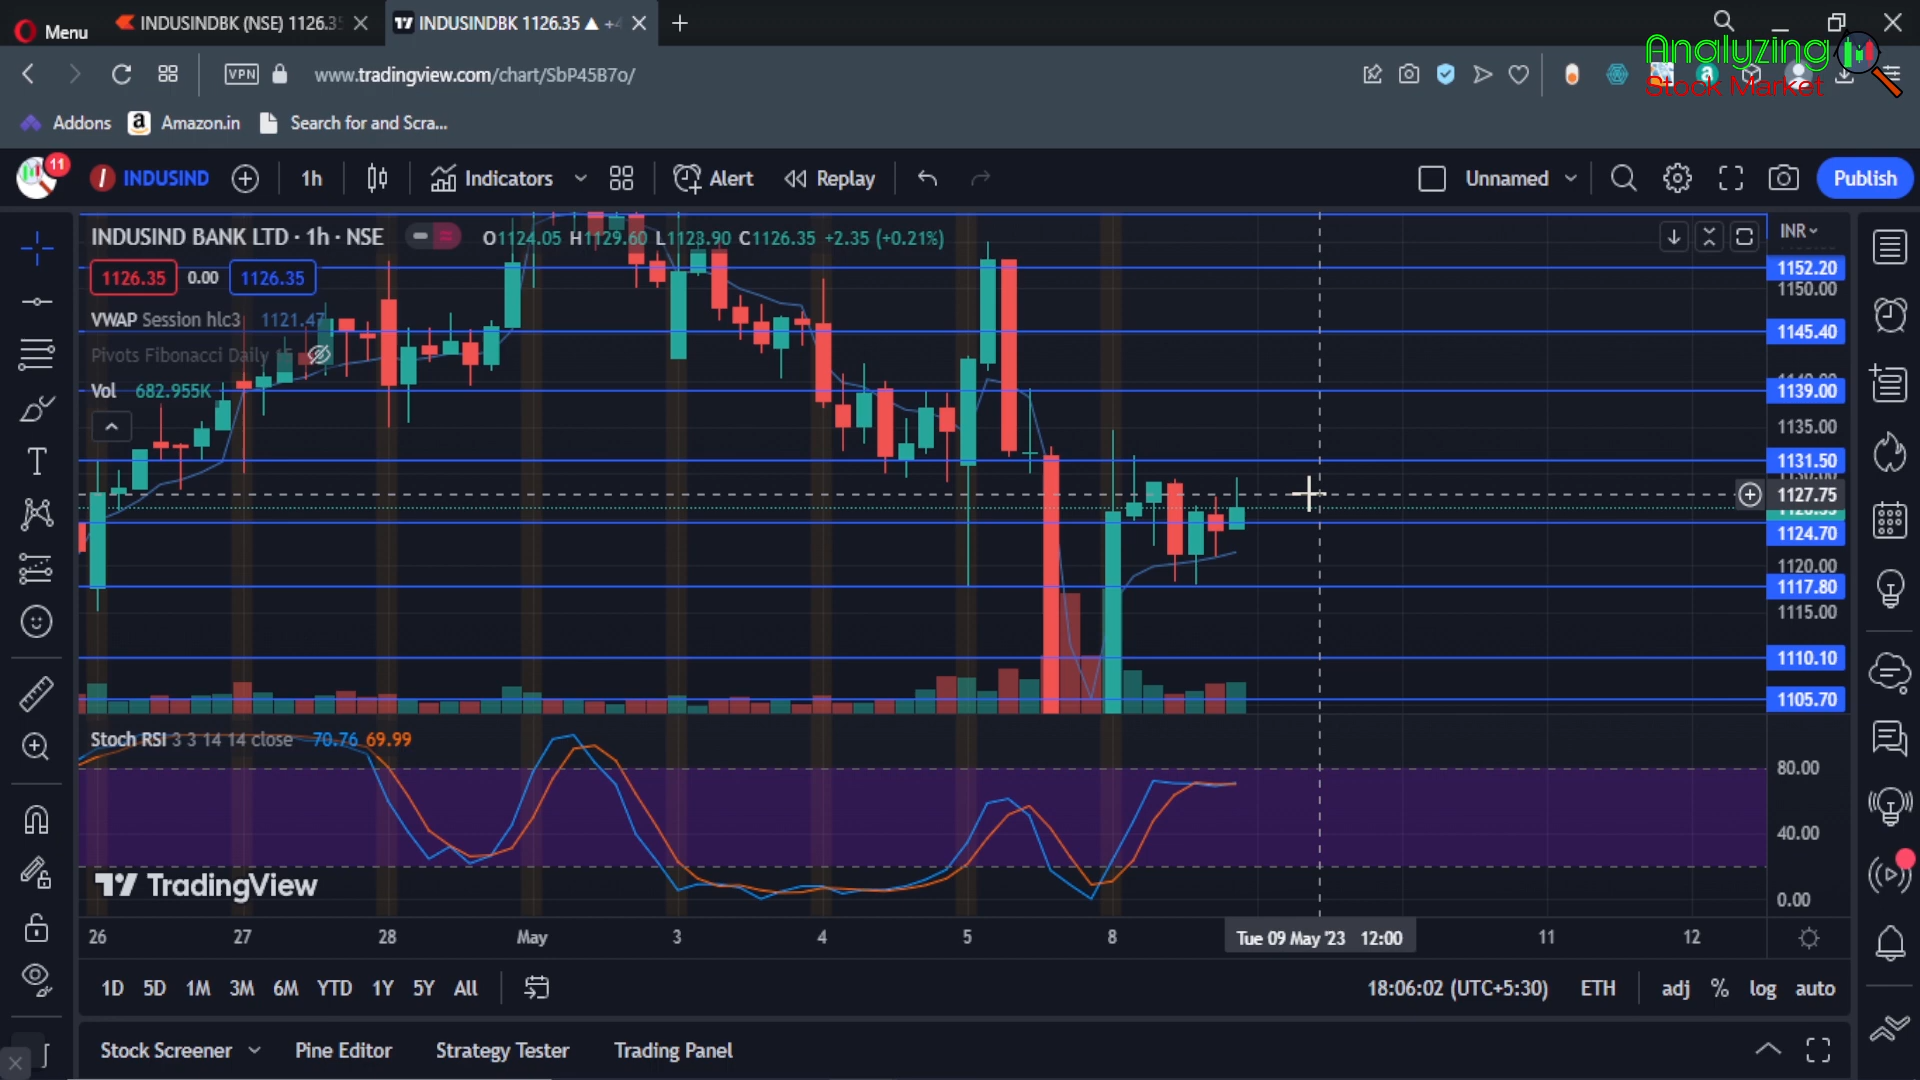 Menu
INDUSINDBK (NSE) 1126.3
INDUSINDBK 1126.35 ▲ +4
Analyzing
Stock Market
VPN
www.tradingview.com/chart/SbP45B7o/
Addons
Amazon.in
Search for and Scra...
11
INDUSIND
1h
Indicators
Alert
Replay
Unnamed
Publish
INDUSIND BANK LTD · 1h · NSE
O1124.05 H1129.60 L1123.90 C1126.35 +2.35 (+0.21%)
INR
1126.35
0.00
1126.35
1152.20
1150.00
VWAP Session hlc3 1121.47
1145.40
Pivots Fibonacci Daily 15
Vol 682.955K
1139.00
1135.00
1131.50
1127.75
1126.35
1124.70
1120.00
1117.80
1115.00
1110.10
1105.70
Stoch RSI 3 3 14 14 close 70.76 69.99
80.00
40.00
TradingView
0.00
26
27
28
May
3
4
5
8
Tue 09 May '23 12:00
11
12
1D
5D
1M
3M
6M
YTD
1Y
5Y
All
18:06:02 (UTC+5:30)
ETH
adj
%
log
auto
Stock Screener
Pine Editor
Strategy Tester
Trading Panel